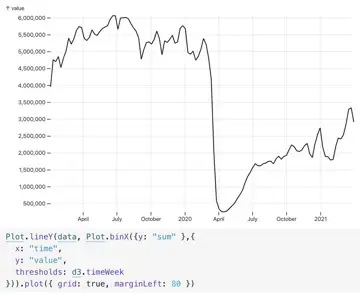 ↑ value
6,000,000
5,500,000
5,000,000
4,500,000
4,000,000
3,500,000
3,000,000
2,500,000
2,000,000
1,500,000
1,000,000
500,000
April July October 2020 April July October 2021
Plot.lineY(data, Plot.binX({y: "sum" },{
x: "time",
y: "value",
thresholds: d3.timeWeek
})).plot({ grid: true, marginLeft: 80 })